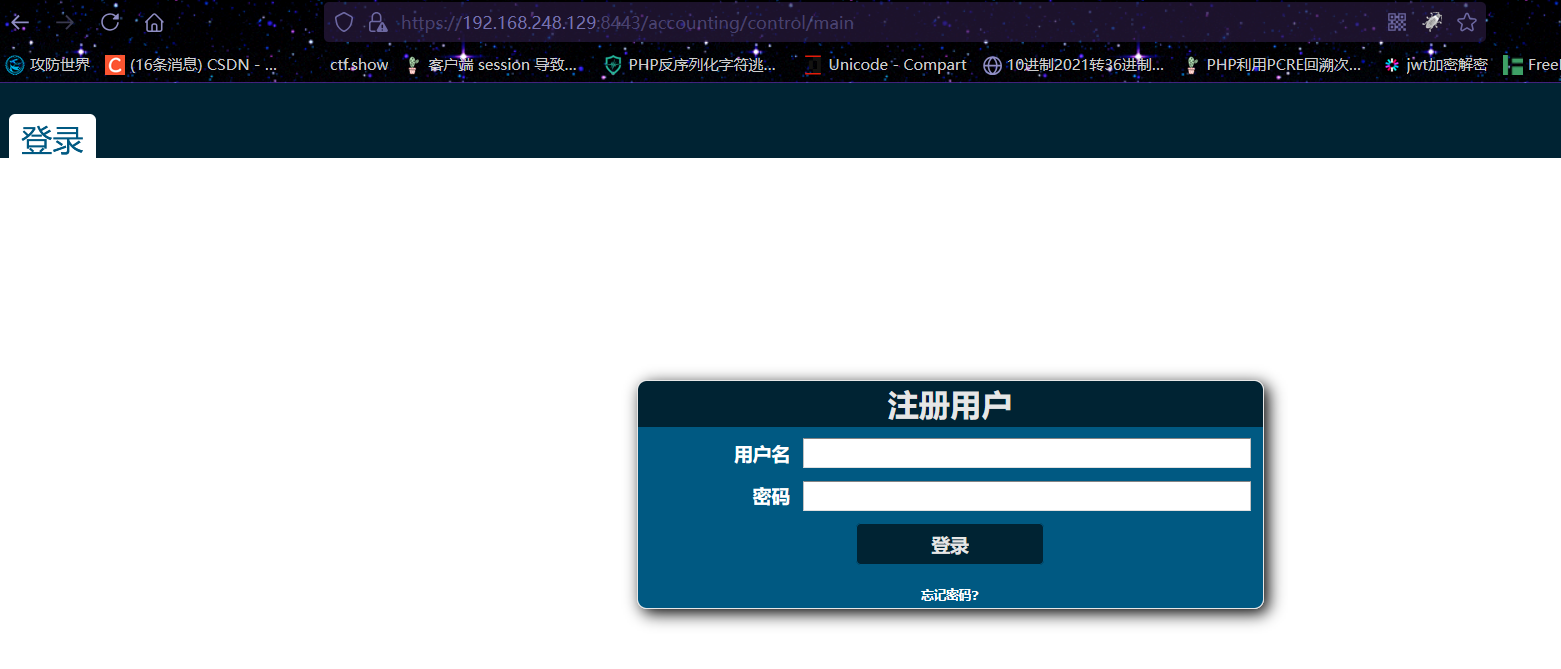 https://192.168.248.129:8443/accounting/control/main
攻防世界 (16条消息) CSDN - ... ctf.show 客户端 session 导致... PHP反序列化字符逃... Unicode - Compart 10进制2021转36进制... PHP利用PCRE回溯次... jwt加密解密 Free
登录
注册用户
用户名
密码
登录
忘记密码?